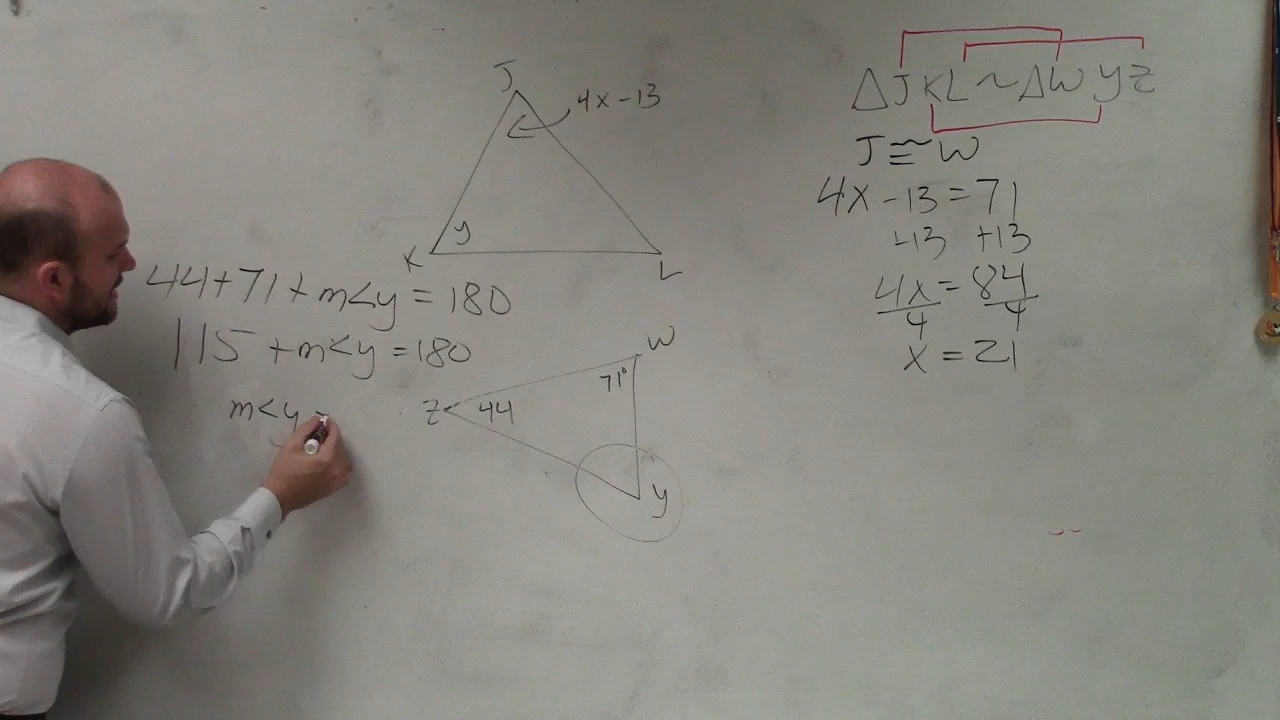 J
4x-13
y
K
L
44+71+m<y=180
115+m<y=180
m<y=
W
71°
Z
44
y
△JKL~△WYZ
J≅W
4x-13=71
+13 +13
4x=84
4 4
x=21